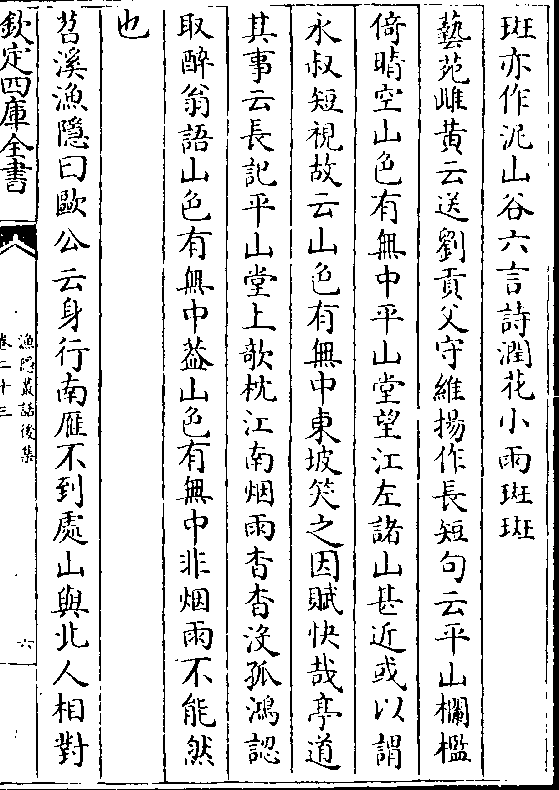 斑亦作泥山谷六言詩潤花小雨斑斑
藝苑雌黄云送劉貢父守維揚作長短句云平山欄檻
倚晴空山色有無中平山堂望江左諸山甚近或以謂
永叔短視故云山色有無中東坡笑之因賦快哉亭道
其事云長記平山堂上欹枕江南烟雨杳杳没孤鴻認
取醉翁語山色有無中葢山色有無中非烟雨不能然
也
苕溪漁隱曰歐公云身行南雁不到處山與北人相對
欽定四庫全書
漁隱叢話後集
卷二十三
六